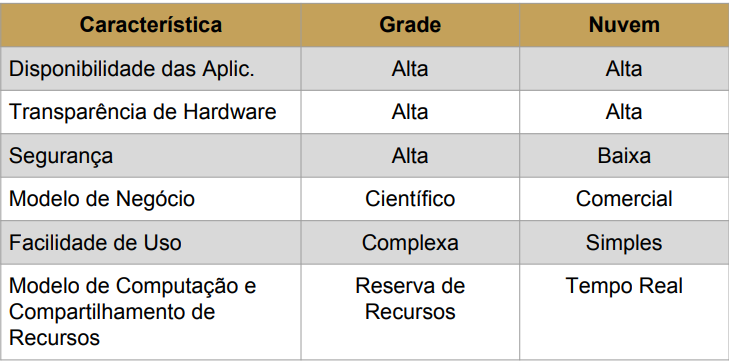 Característica Grade Nuvem
Disponibilidade das Aplic. Alta Alta
Transparência de Hardware Alta Alta
Segurança Alta Baixa
Modelo de Negócio Científico Comercial
Facilidade de Uso Complexa Simples
Modelo de Computação e Reserva de Tempo Real
Compartilhamento de Recursos
Recursos